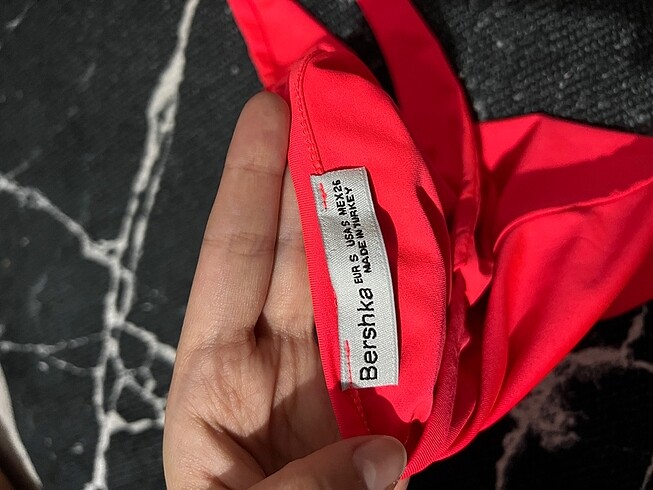 Bershka
EUR S USA S MEX 26
MADE IN TURKEY